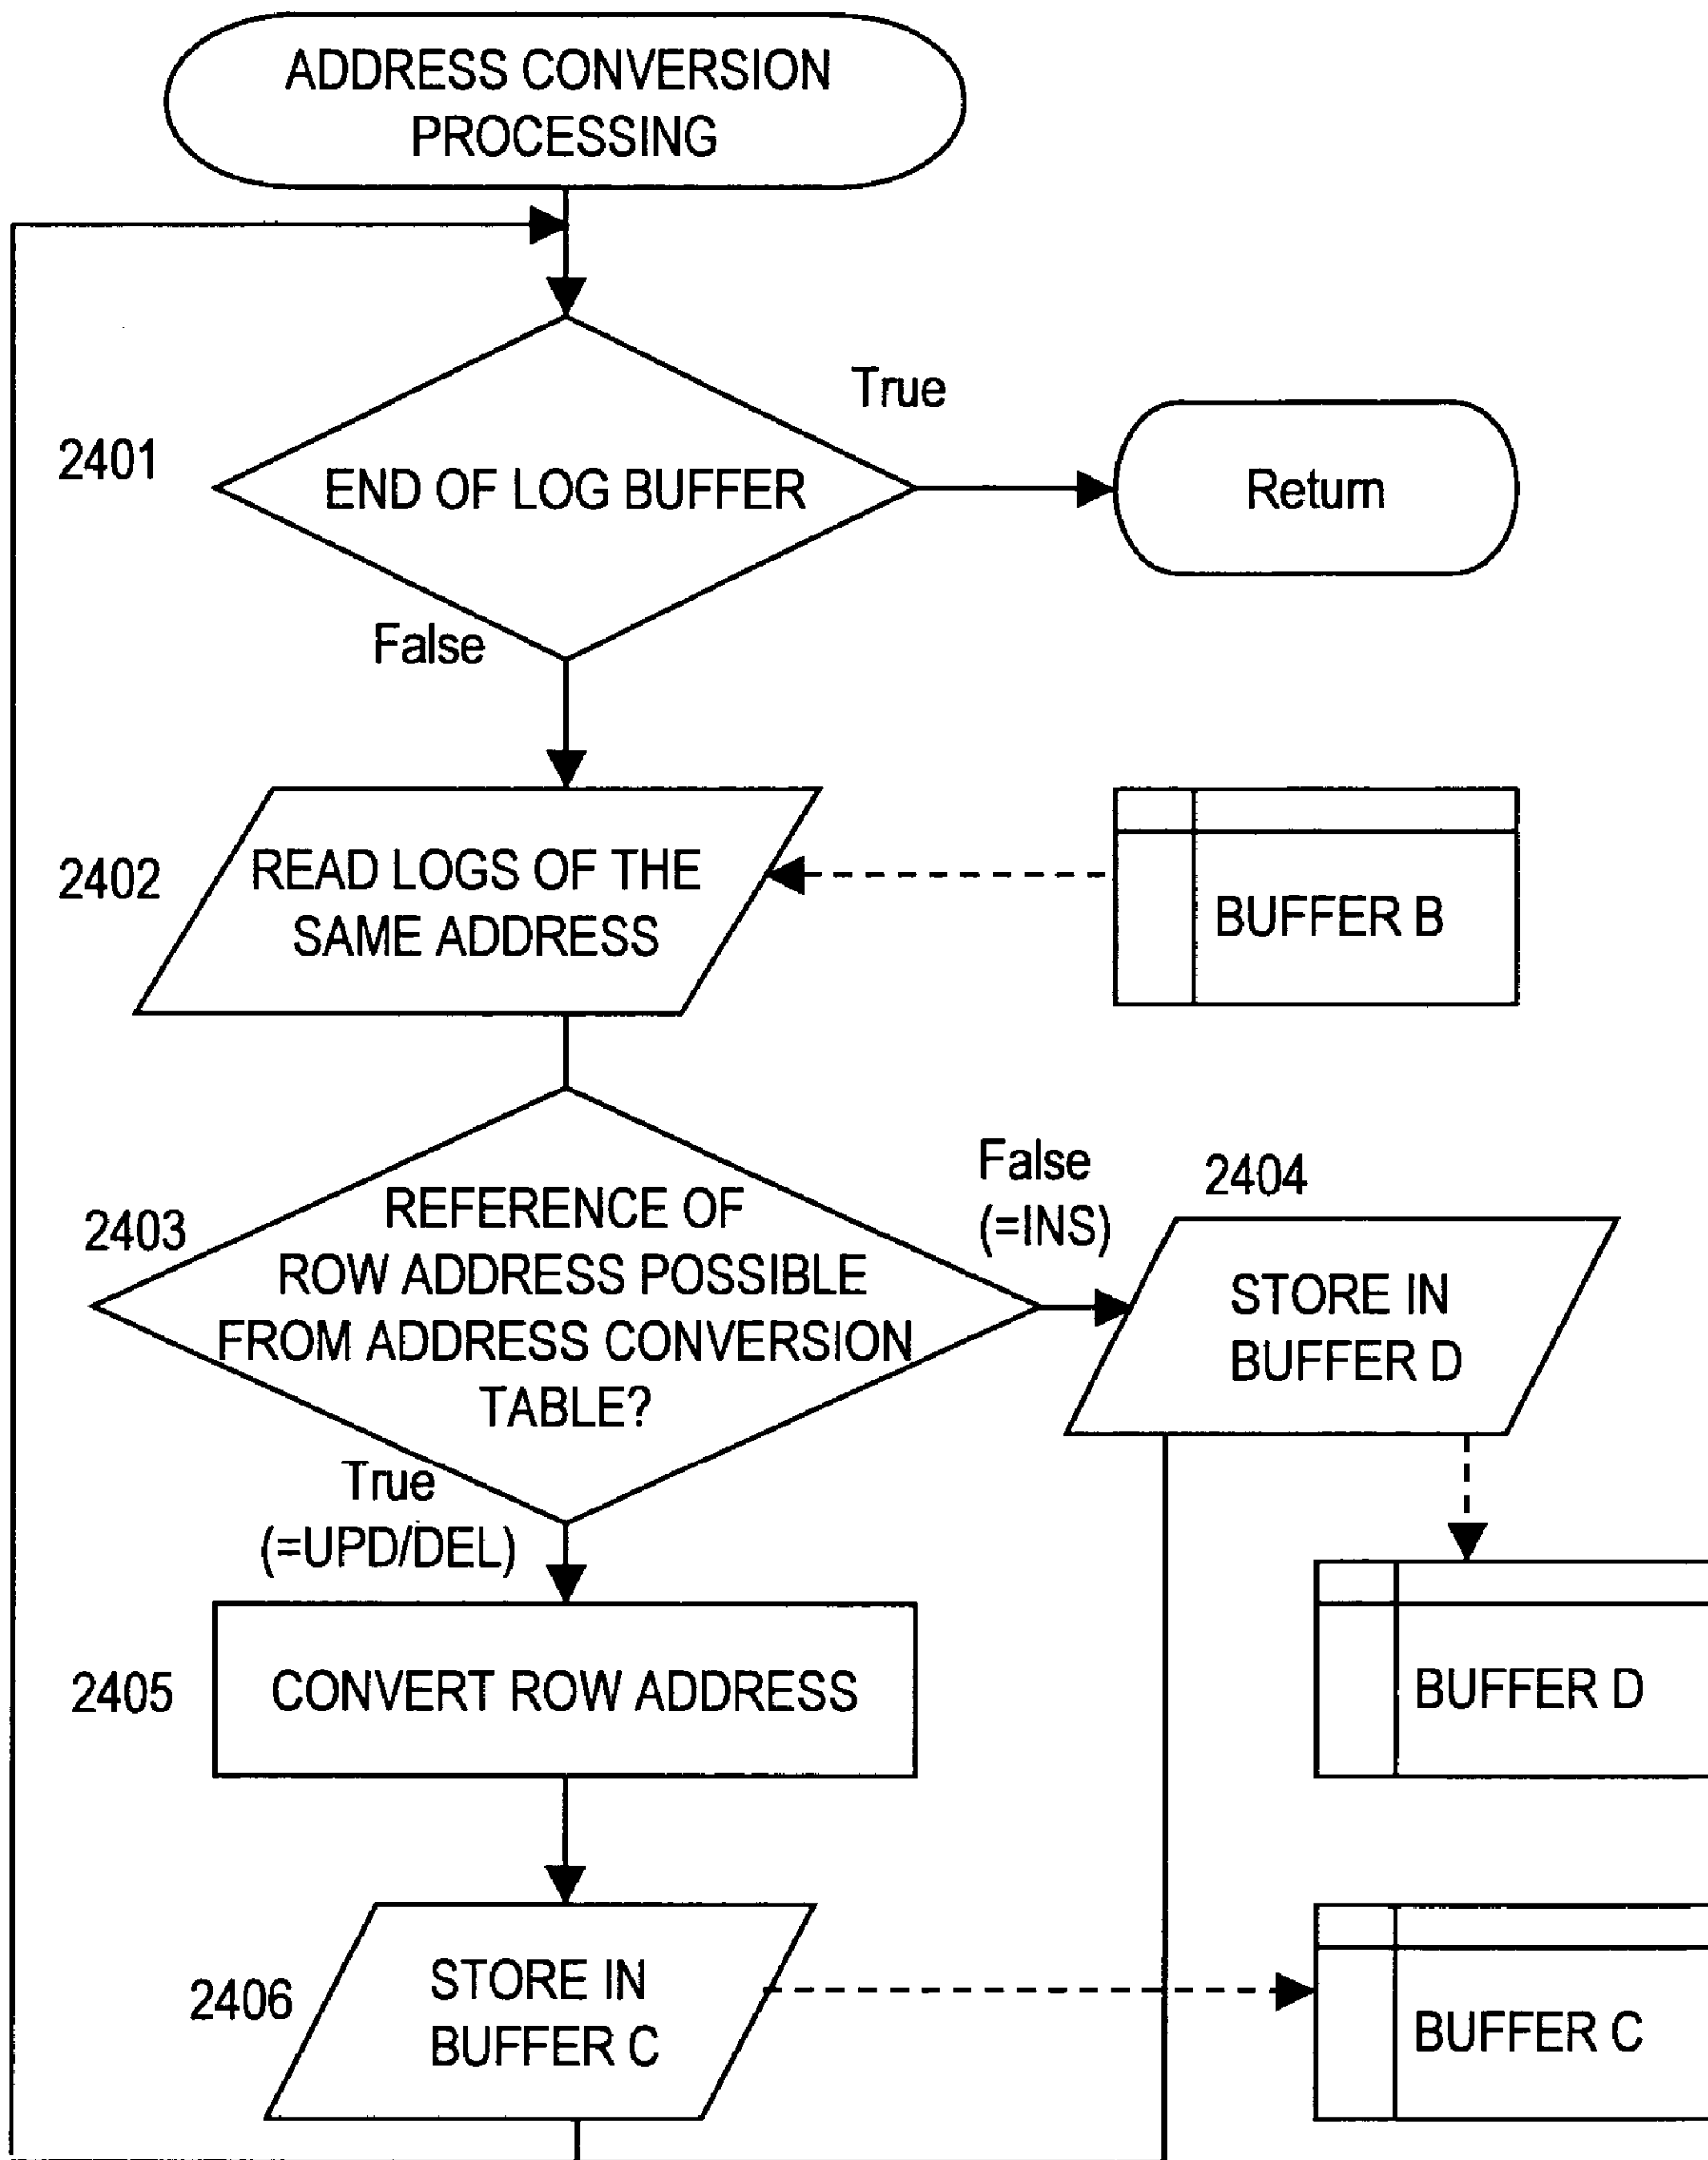 ADDRESS CONVERSION
PROCESSING
True
2401
END OF LOG BUFFER
Return
False
2402
READ LOGS OF THE
SAME ADDRESS
BUFFER B
False
(=INS)
2404
2403
REFERENCE OF
ROW ADDRESS POSSIBLE
FROM ADDRESS CONVERSION
TABLE?
STORE IN
BUFFER D
True
(=UPD/DEL)
2405
CONVERT ROW ADDRESS
BUFFER D
2406
STORE IN
BUFFER C
BUFFER C